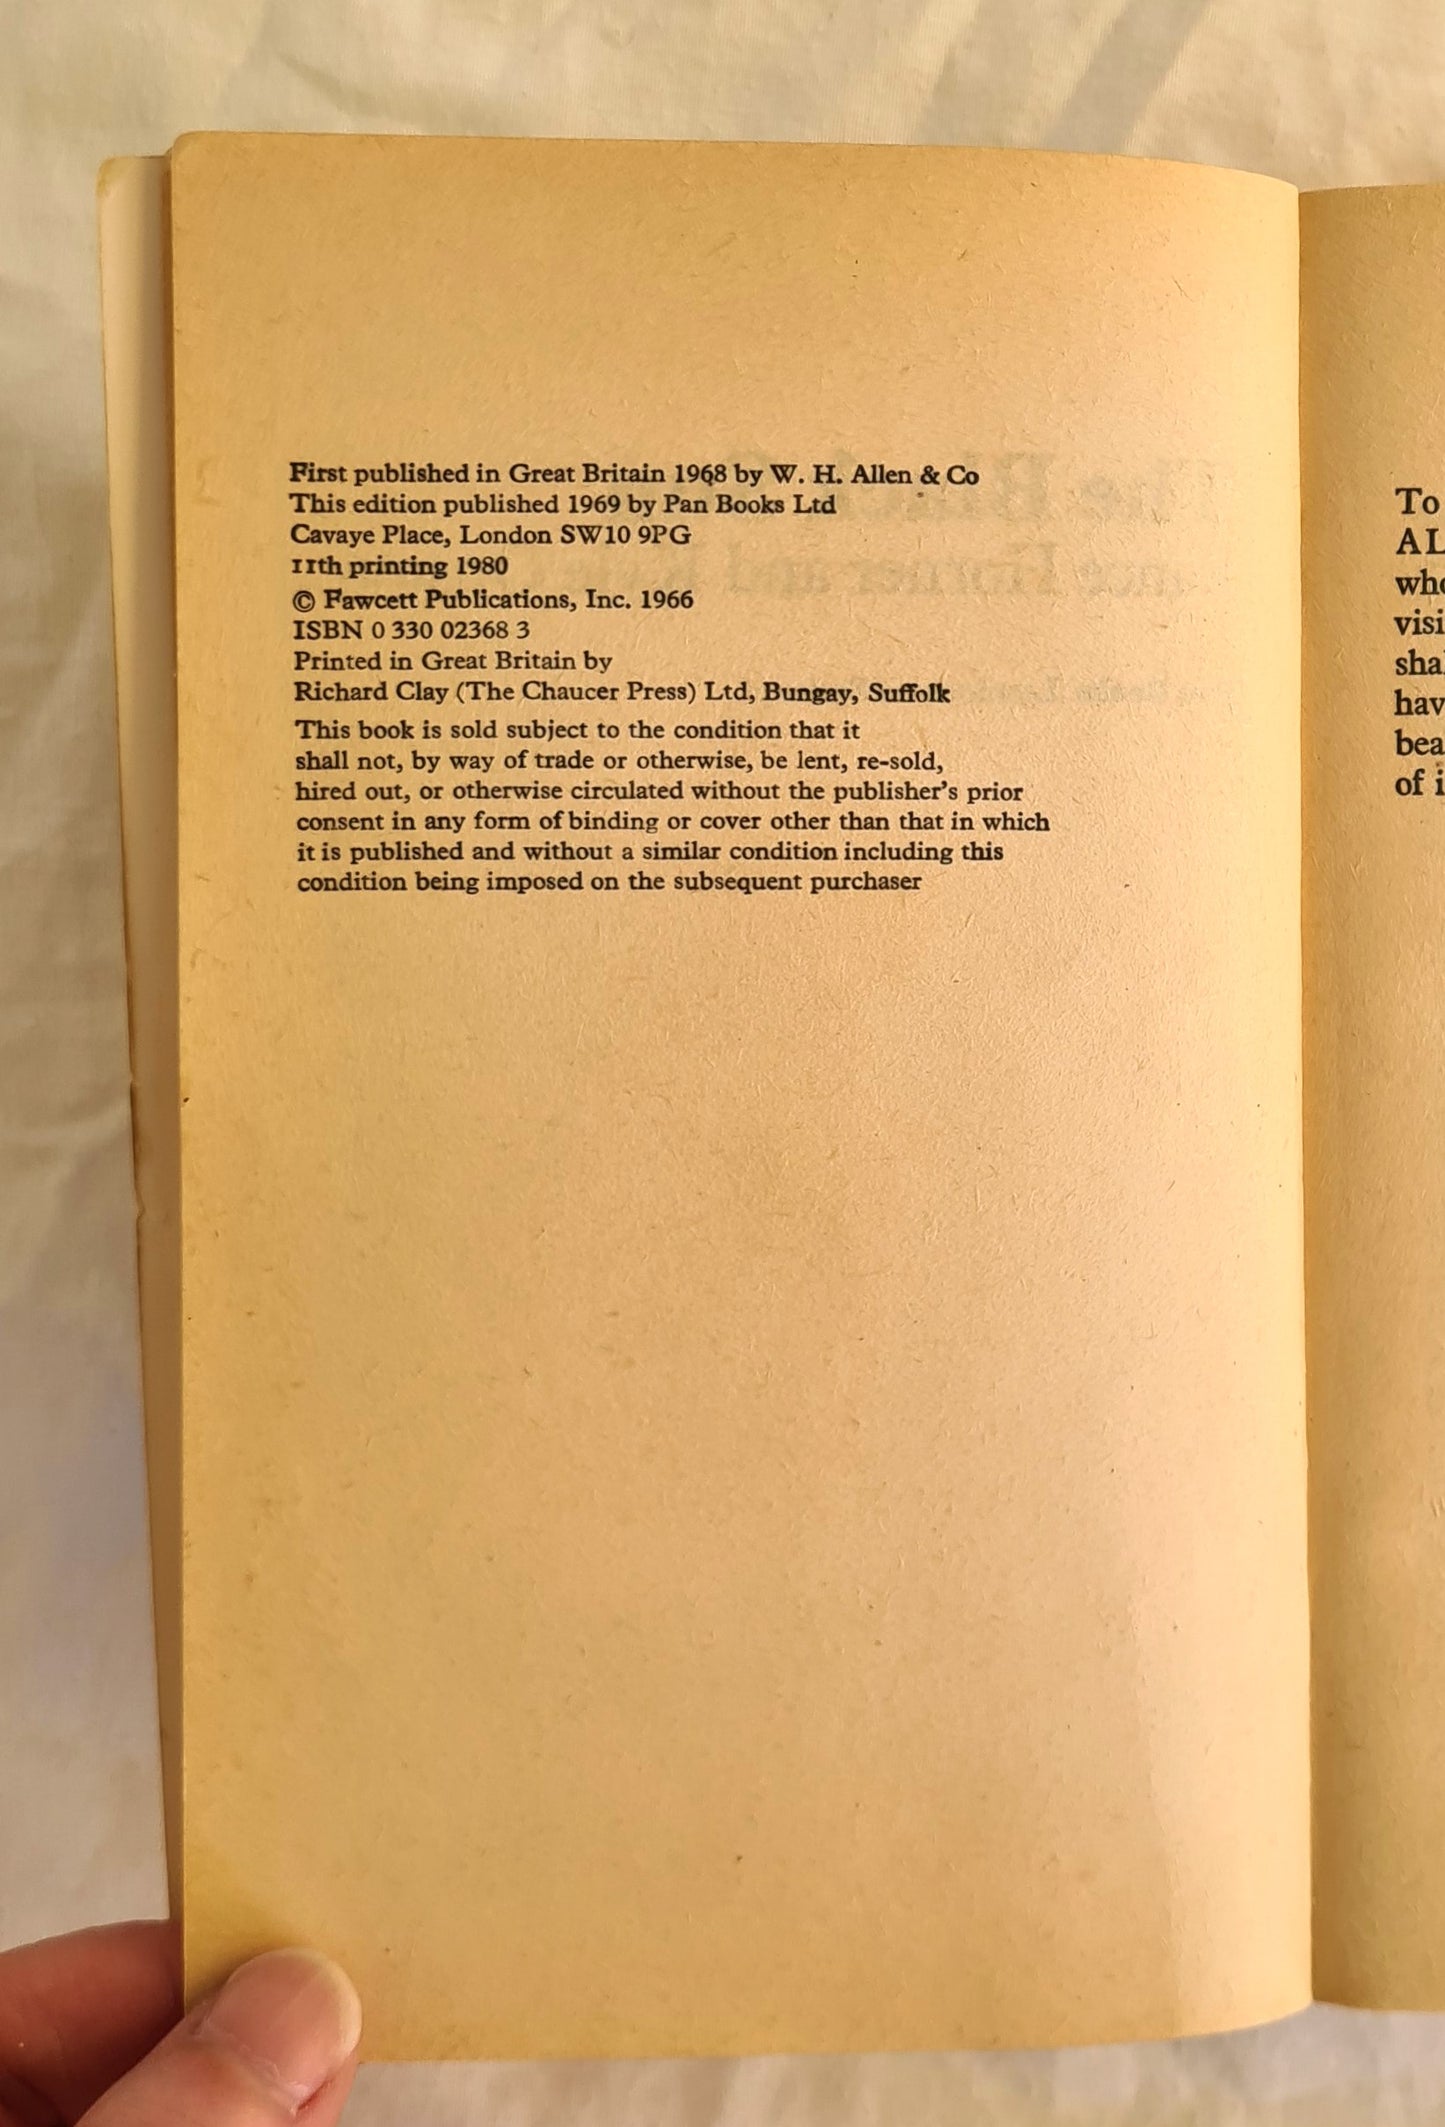 First published in Great Britain 1968 by W. H. Allen & Co
This edition published 1969 by Pan Books Ltd
Cavaye Place, London SW10 9PG
11th printing 1980
© Fawcett Publications, Inc. 1966
ISBN 0 330 02368 3
Printed in Great Britain by
Richard Clay (The Chaucer Press) Ltd, Bungay, Suffolk
This book is sold subject to the condition that it
shall not, by way of trade or otherwise, be lent, re-sold,
hired out, or otherwise circulated without the publisher's prior
consent in any form of binding or cover other than that in which
it is published and without a similar condition including this
condition being imposed on the subsequent purchaser
To
of